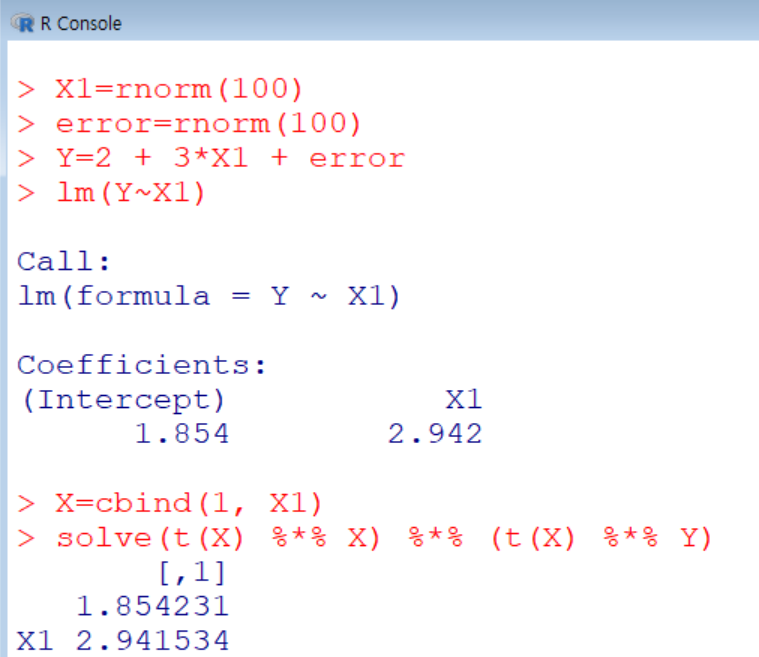 R Console
> X1=rnorm(100)
> error=rnorm(100)
> Y=2 + 3*X1 + error
> lm(Y~X1)
Call:
lm(formula = Y ~ X1)
Coefficients:
(Intercept)           X1
      1.854        2.942
> X=cbind(1, X1)
> solve(t(X) %*% X) %*% (t(X) %*% Y)
       [,1]
   1.854231
X1 2.941534